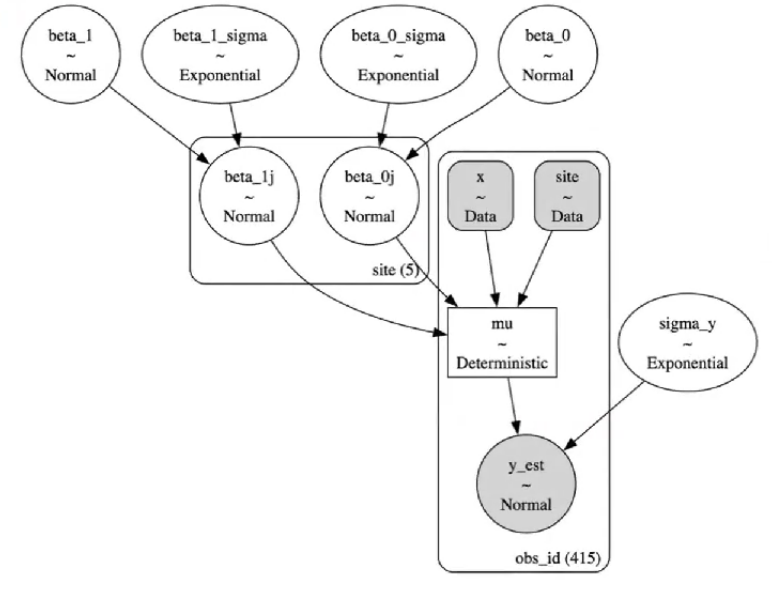 beta_1
~
Normal
beta_1_sigma
~
Exponential
beta_0_sigma
~
Exponential
beta_0
~
Normal
beta_1j
~
Normal
beta_0j
~
Normal
site (5)
x
~
Data
site
~
Data
mu
~
Deterministic
sigma_y
~
Exponential
y_est
~
Normal
obs_id (415)